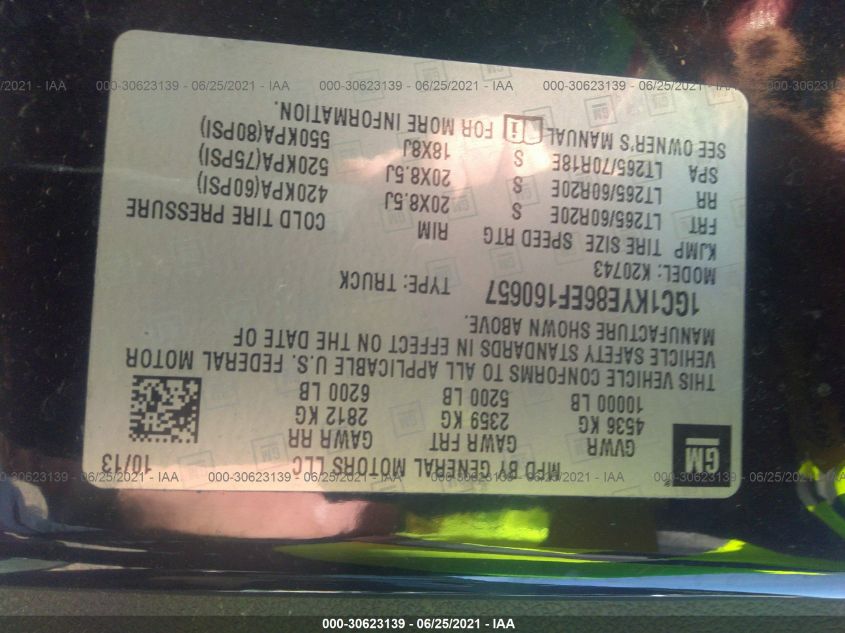 MFD BY GENERAL MOTORS LLC 10/13
GM
GVWR GAWR FRT GAWR RR
4536 KG 2359 KG 2812 KG
10000 LB 5200 LB 6200 LB
THIS VEHICLE CONFORMS TO ALL APPLICABLE U.S. FEDERAL MOTOR
VEHICLE SAFETY STANDARDS IN EFFECT ON THE DATE OF
MANUFACTURE SHOWN ABOVE.
1GC1KYE86EF160657 TYPE: TRUCK
MODEL: K20743
KJMP TIRE SIZE SPEED RTG RIM COLD TIRE PRESSURE
FRT LT265/60R20E S 20X8.5J 420KPA(60PSI)
RR LT265/60R20E S 20X8.5J 520KPA(75PSI)
SPA LT265/70R18E S 18X8J 550KPA(80PSI)
SEE OWNER'S MANUAL i FOR MORE INFORMATION.
000-30623139 - 06/25/2021 - IAA